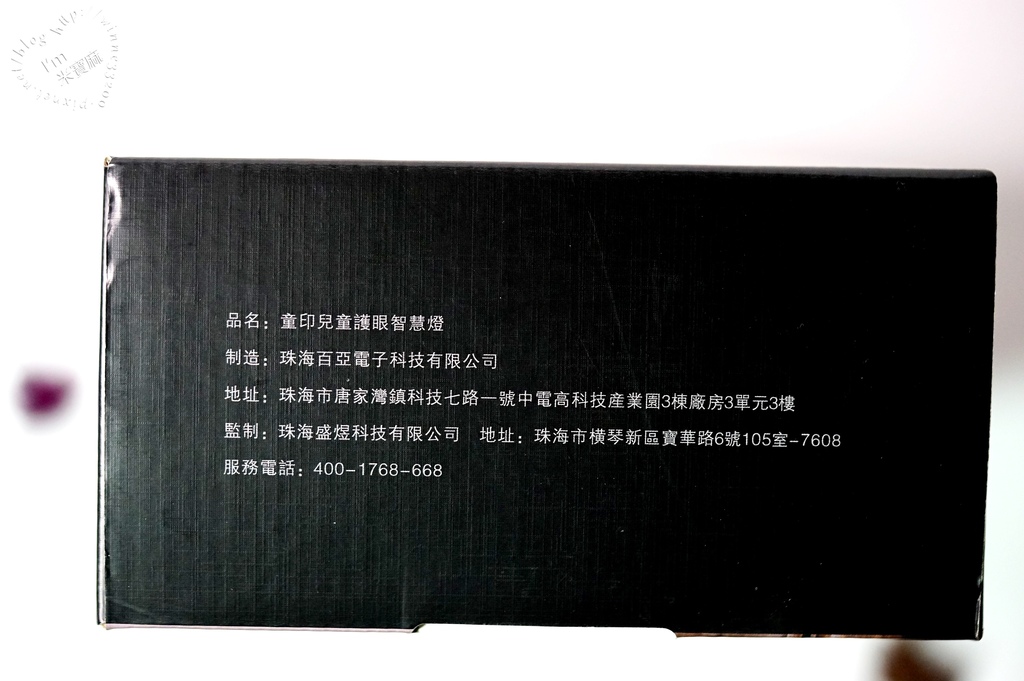 I'm
米寶麻
品名：童印兒童護眼智慧燈
制造：珠海百亞電子科技有限公司
地址：珠海市唐家灣鎮科技七路一號中電高科技産業園3棟廠房3單元3樓
監制：珠海盛煜科技有限公司 地址：珠海市橫琴新區寶華路6號105室-7608
服務電話：400-1768-668